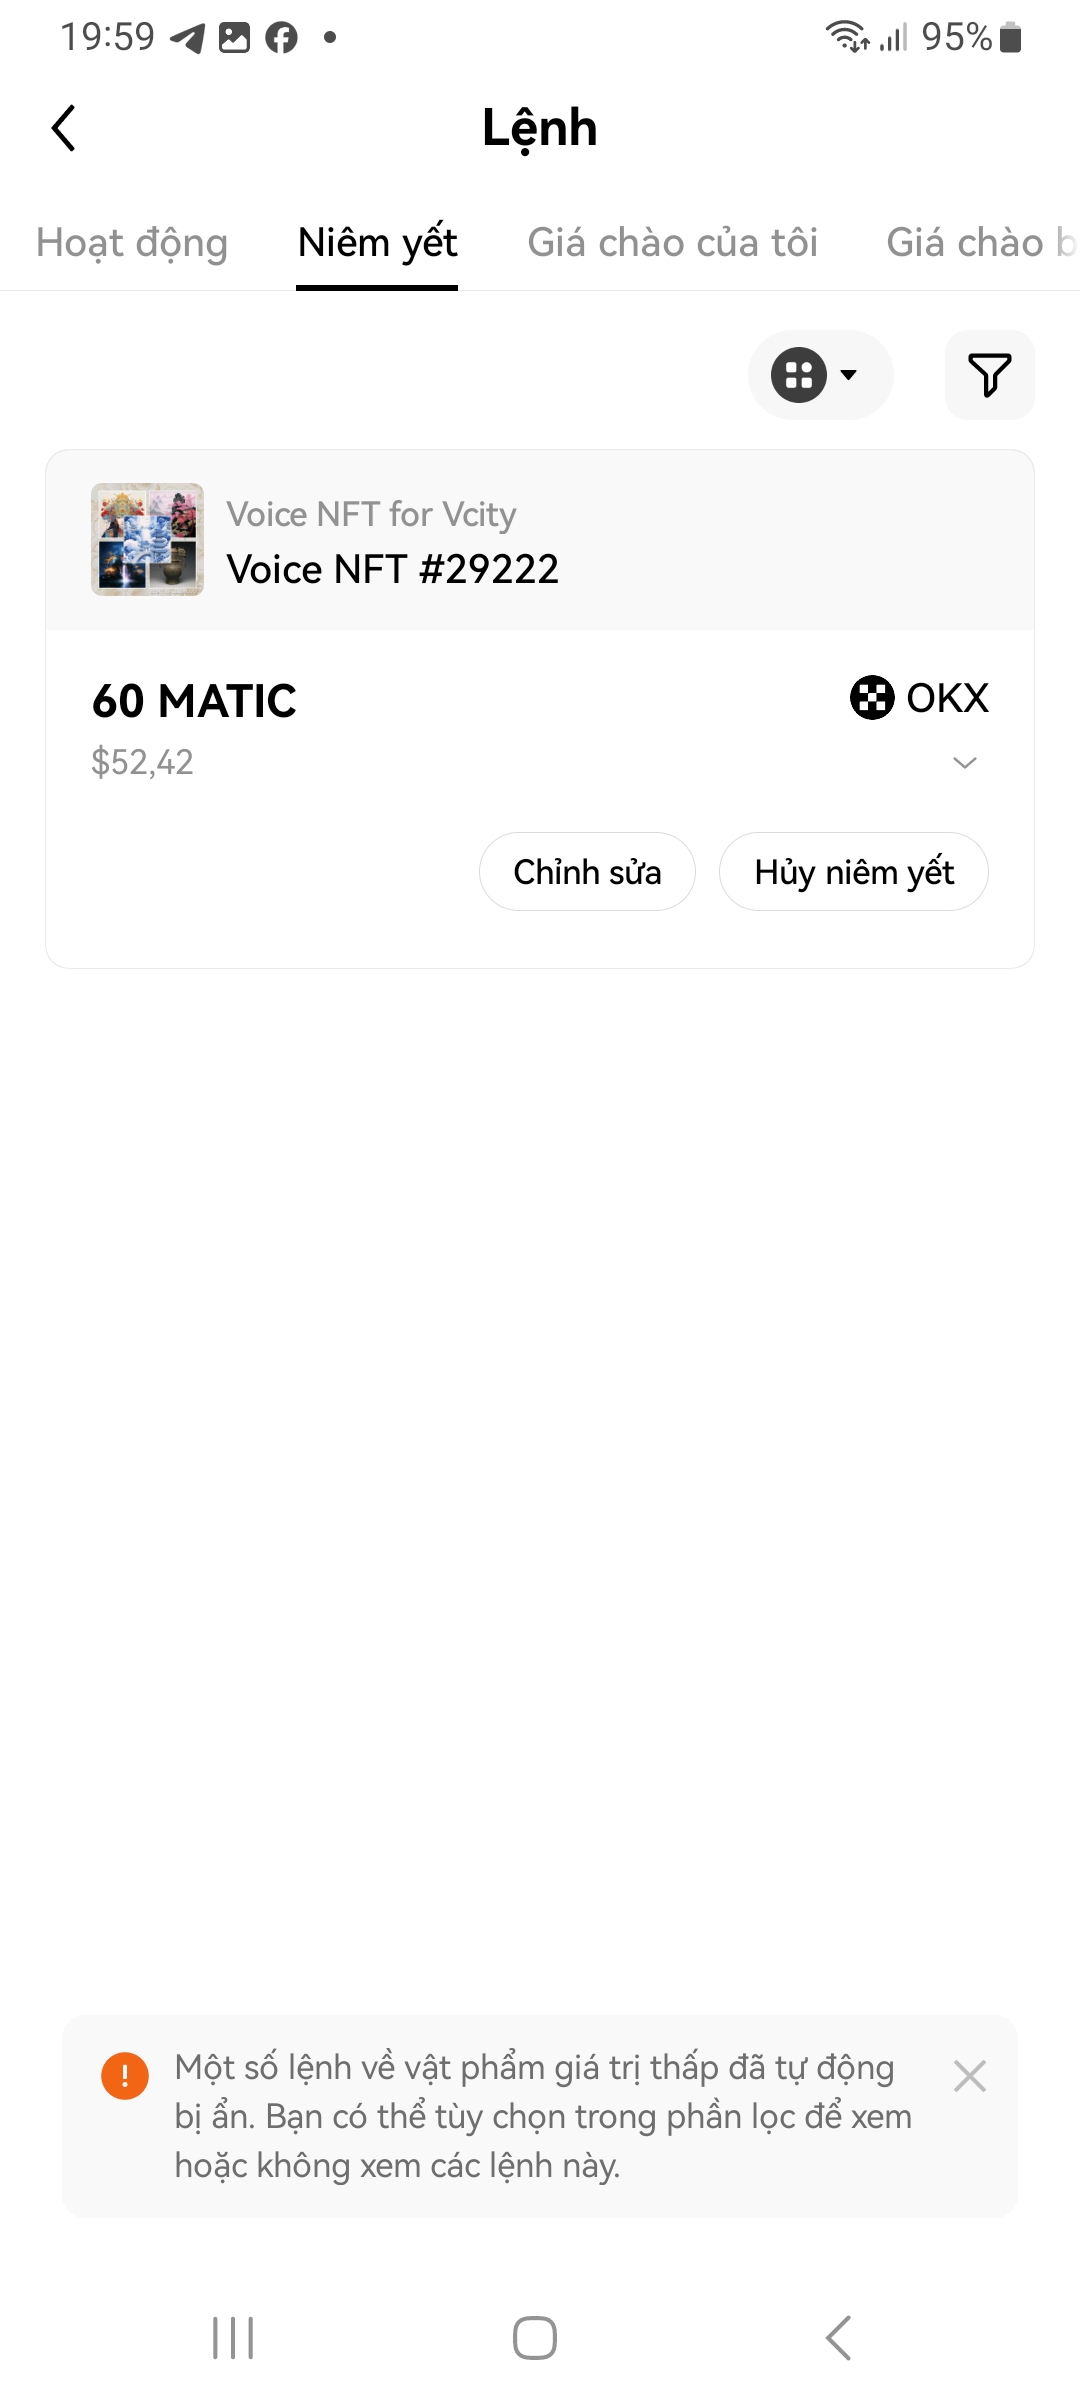 19:59
95%
Lệnh
Hoạt động Niêm yết Giá chào của tôi Giá chào b
Voice NFT for Vcity
Voice NFT #29222
60 MATIC
OKX
$52,42
Chỉnh sửa Hủy niêm yết
Một số lệnh về vật phẩm giá trị thấp đã tự động
bị ẩn. Bạn có thể tùy chọn trong phần lọc để xem
hoặc không xem các lệnh này.